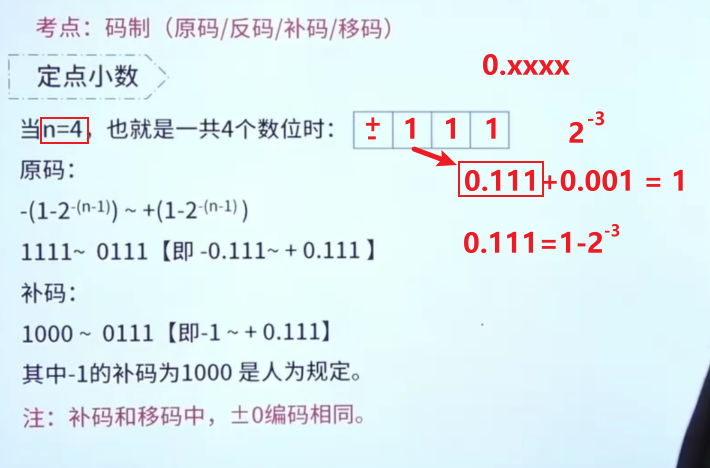 考点：码制（原码/反码/补码/移码）
定点小数
0.xxxx
当n=4，也就是一共4个数位时：
± 1 1 1
2^-3
原码：
0.111+0.001 = 1
-(1-2^-(n-1)) ~ +(1-2^-(n-1))
0.111=1-2^-3
1111~ 0111【即 -0.111~ + 0.111 】
补码：
1000 ~ 0111【即-1 ~ + 0.111】
其中-1的补码为1000 是人为规定。
注：补码和移码中，±0编码相同。